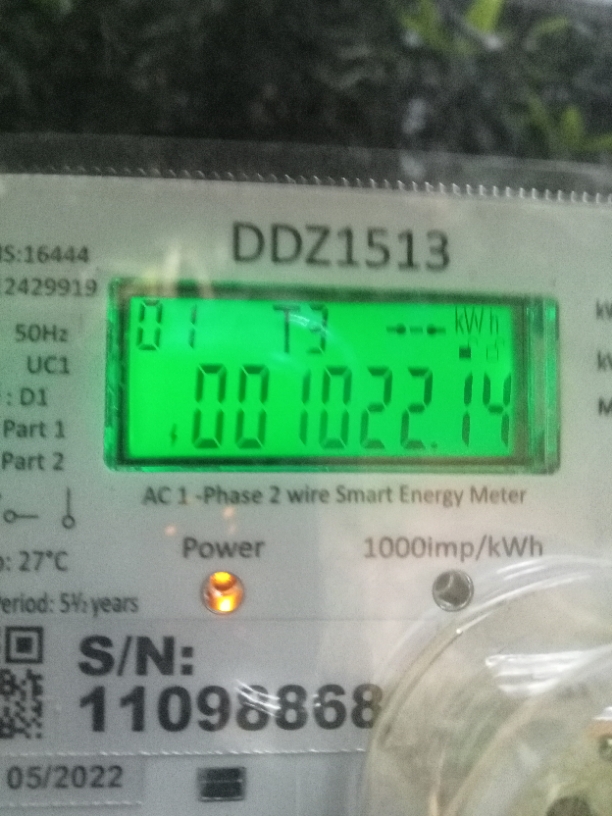 DDZ1513
IS:16444
2429919
50Hz
UC1
: D1
Part 1
Part 2
01 T3 kWh
001022.14
AC 1 -Phase 2 wire Smart Energy Meter
Power
1000imp/kWh
: 27°C
eriod: 5½ years
S/N:
11098868
05/2022